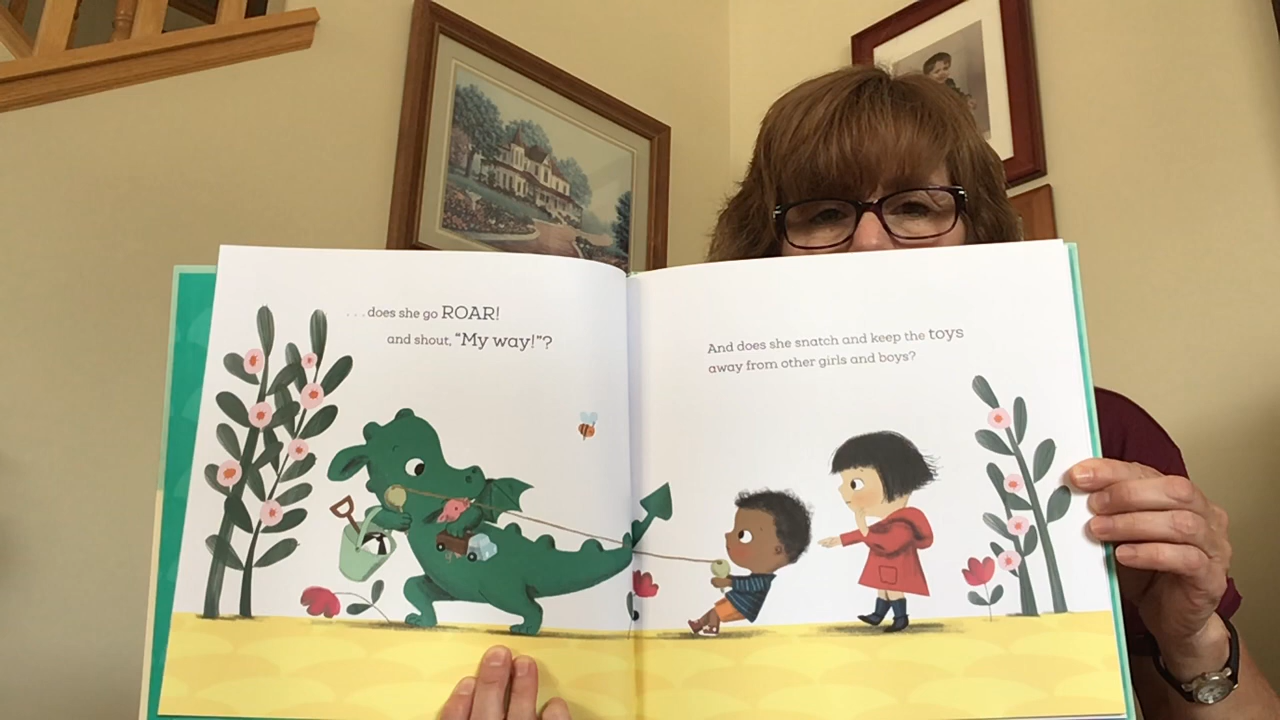 . . . does she go ROAR!
and shout, "My way!"?
And does she snatch and keep the toys
away from other girls and boys?